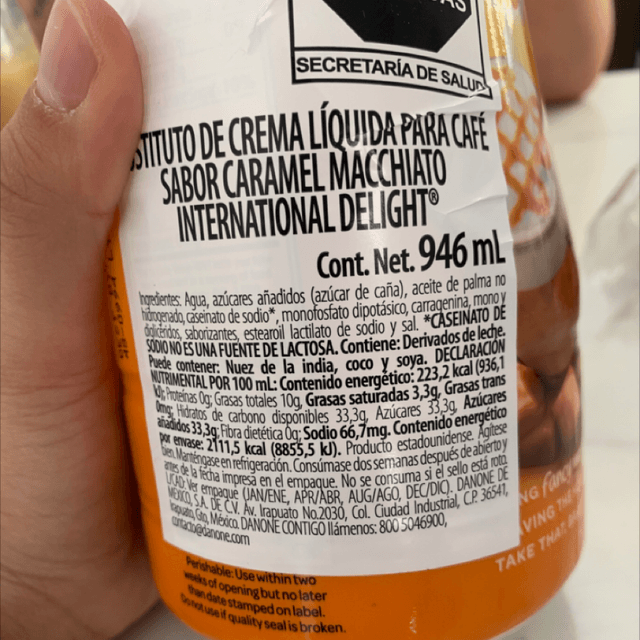 SECRETARÍA DE SALUD
STITUTO DE CREMA LÍQUIDA PARA CAFÉ
SABOR CARAMEL MACCHIATO
INTERNATIONAL DELIGHT®
Cont. Net. 946 mL
Ingredientes: Agua, azúcares añadidos (azúcar de caña), aceite de palma no
hidrogenado, caseinato de sodio*, monofosfato dipotásico, carragenina, mono y
diglicéridos, saborizantes, estearoil lactilato de sodio y sal. *CASEINATO DE
SODIO NO ES UNA FUENTE DE LACTOSA. Contiene: Derivados de leche.
Puede contener: Nuez de la india, coco y soya. DECLARACIÓN
NUTRIMENTAL POR 100 mL: Contenido energético: 223,2 kcal (936,1
kJ); Proteínas 0g; Grasas totales 10g, Grasas saturadas 3,3g, Grasas trans
0mg; Hidratos de carbono disponibles 33,3g, Azúcares 33,3g, Azúcares
añadidos 33,3g; Fibra dietética 0g; Sodio 66,7mg. Contenido energético
por envase: 2111,5 kcal (8855,5 kJ). Producto estadounidense. Agítese
bien. Manténgase en refrigeración. Consúmase dos semanas después de abierto y
antes de la fecha impresa en el empaque. No se consuma si el sello está roto.
L/CAD: Ver empaque (JAN/ENE, APR/ABR, AUG/AGO, DEC/DIC). DANONE DE
MÉXICO, S.A. DE C.V. Av. Irapuato No.2030, Col. Ciudad Industrial, C.P. 36541,
Irapuato, Gto, México. DANONE CONTIGO llámenos: 800 5046900,
contacto@danone.com
Perishable: Use within two
weeks of opening but no later
than date stamped on label.
Do not use if quality seal is broken.
NG fancy
AVING THE
TAKE THAT